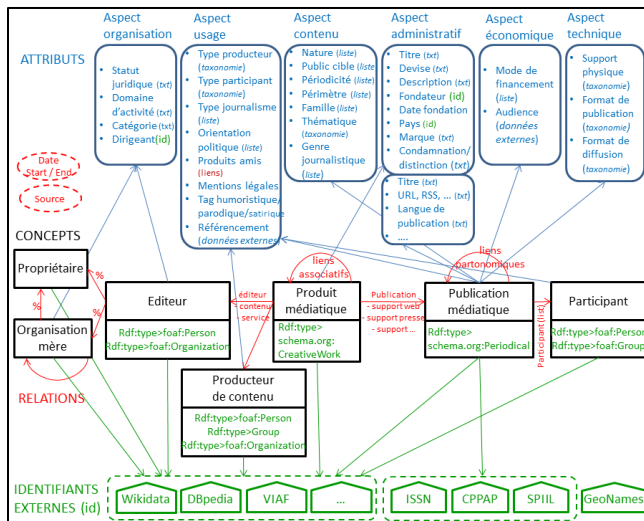 Aspect organisation
Aspect usage
Aspect contenu
Aspect administratif
Aspect économique
Aspect technique
ATTRIBUTS
• Statut juridique (txt)
• Domaine d'activité (txt)
• Catégorie (txt)
• Dirigeant(id)
• Type producteur (taxonomie)
• Type participant (taxonomie)
• Type journalisme (liste)
• Orientation politique (liste)
• Produits amis (liens)
• Mentions légales
• Tag humoristique/ parodique/satirique
• Référencement (données externes)
• Nature (liste)
• Public cible (liste)
• Périodicité (liste)
• Périmètre (liste)
• Famille (liste)
• Thématique (taxonomie)
• Genre journalistique (liste)
• Titre (txt)
• Devise (txt)
• Description (txt)
• Fondateur (id)
• Date fondation
• Pays (id)
• Marque (txt)
• Condamnation/ distinction (txt)
• Titre (txt)
• URL, RSS, ... (txt)
• Langue de publication (txt)
• ....
• Mode de financement (liste)
• Audience (données externes)
• Support physique (taxonomie)
• Format de publication (taxonomie)
• Format de diffusion (taxonomie)
Date Start / End
Source
CONCEPTS
Propriétaire
%
%
%
Organisation mère
RELATIONS
Editeur
Rdf:type>foaf:Person
Rdf:type>foaf:Organization
éditeur
- contenu
- service
liens associatifs
Produit médiatique
Rdf:type> schema.org: CreativeWork
Publication
- support web
- support presse
- support ...
liens partonomiques
Publication médiatique
Rdf:type> schema.org:Periodical
Participant(list)
Participant
Rdf:type>foaf:Person
Rdf:type>foaf:Group
Producteur de contenu
Rdf:type>foaf:Person
Rdf:type>Group
Rdf:type>foaf:Organization
IDENTIFIANTS EXTERNES (id)
Wikidata
DBpedia
VIAF
...
ISSN
CPPAP
SPIIL
GeoNames